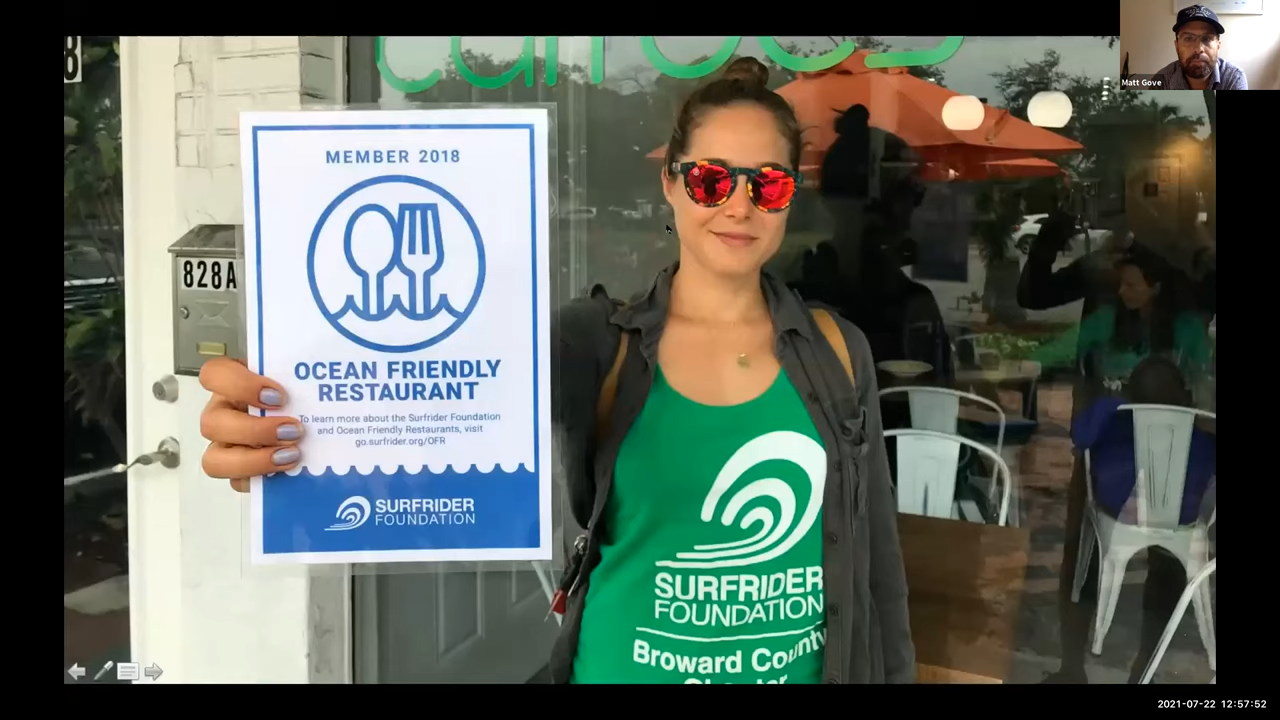 8
Matt Gove
MEMBER 2018
828A
OCEAN FRIENDLY
RESTAURANT
To learn more about the Surfrider Foundation
and Ocean Friendly Restaurants, visit
go.surfrider.org/OFR
SURFRIDER
FOUNDATION
SURFRIDER
FOUNDATION
Broward County
2021-07-22 12:57:52